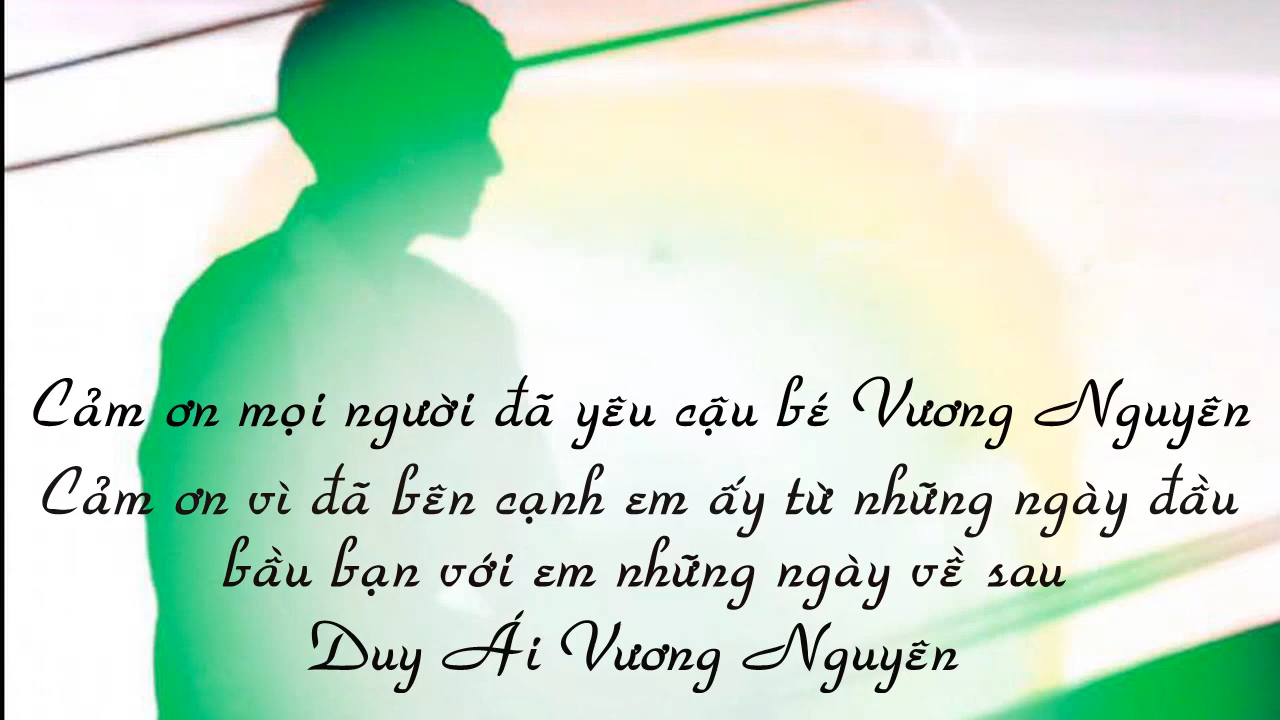 Cảm ơn mọi người đã yêu cậu bé Vương Nguyên
Cảm ơn vì đã bên cạnh em ấy từ những ngày đầu
bầu bạn với em những ngày về sau
Duy Ái Vương Nguyên